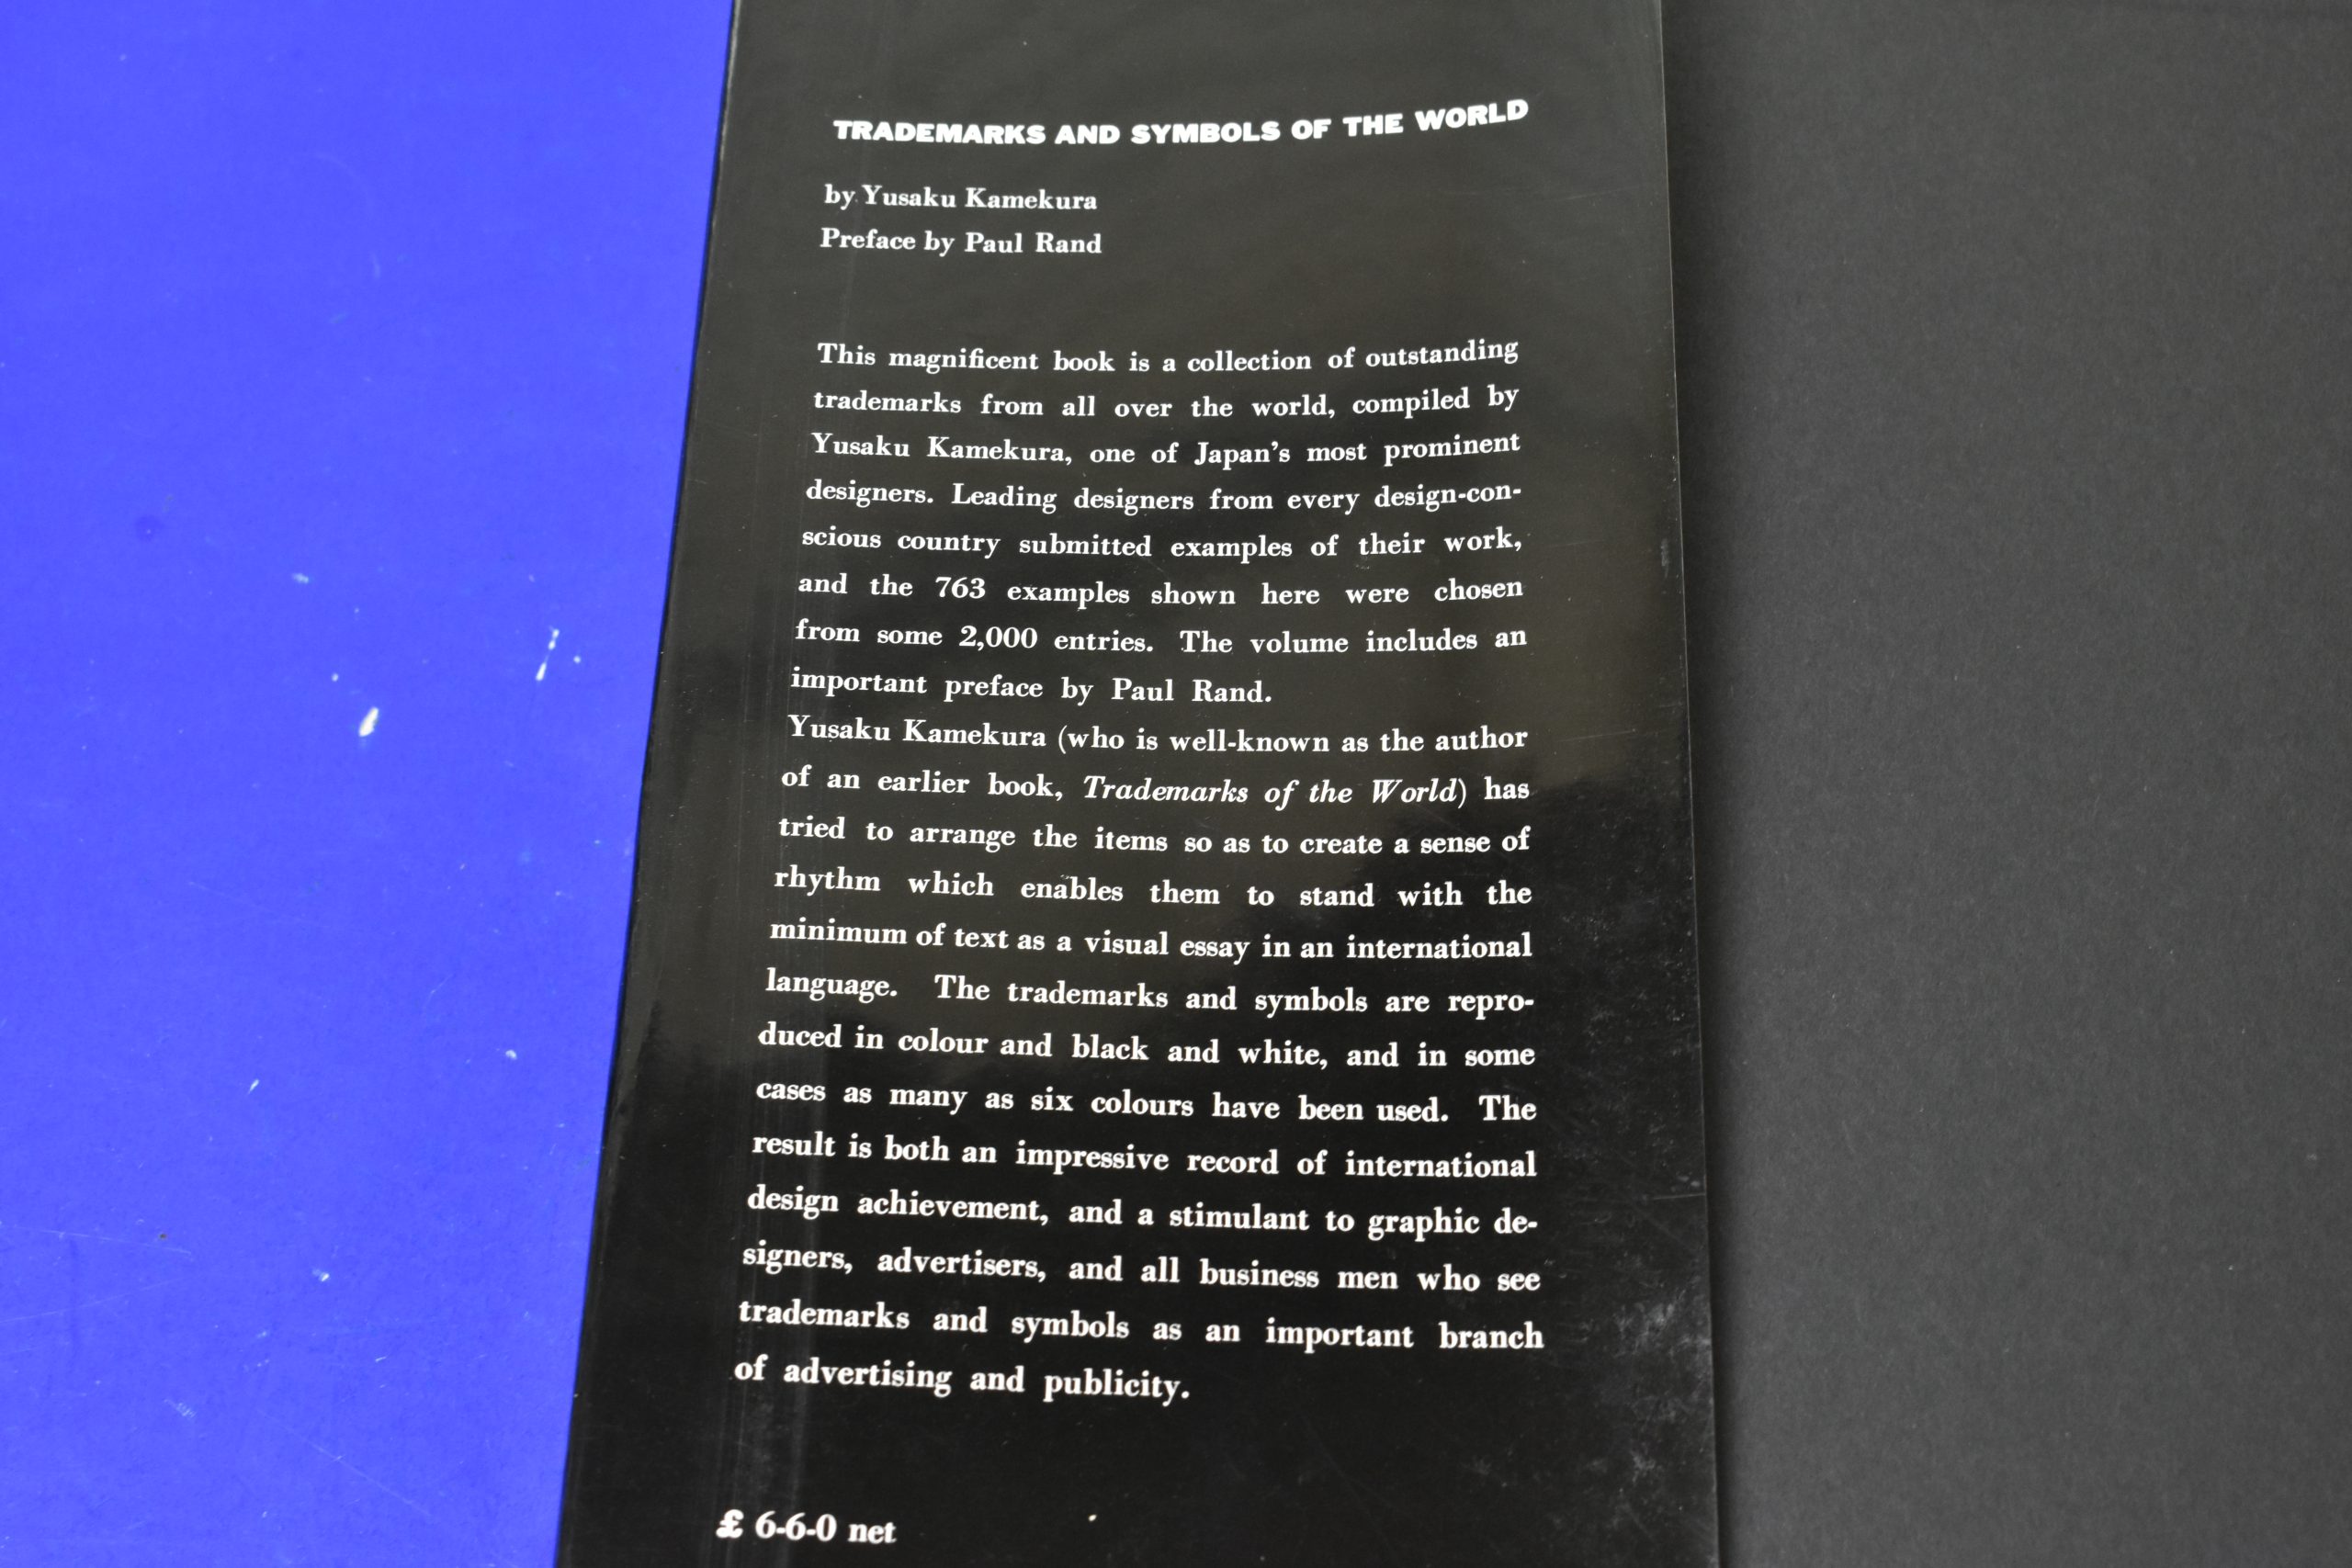 TRADEMARKS AND SYMBOLS OF THE WORLD
by Yusaku Kamekura
Preface by Paul Rand
This magnificent book is a collection of outstanding
trademarks from all over the world, compiled by
Yusaku Kamekura, one of Japan's most prominent
designers. Leading designers from every design-con-
scious country submitted examples of their work,
and the 763 examples shown here were chosen
from some 2,000 entries. The volume includes an
important preface by Paul Rand.
Yusaku Kamekura (who is well-known as the author
of an earlier book, Trademarks of the World) has
tried to arrange the items so as to create a sense of
rhythm which enables them to stand with the
minimum of text as a visual essay in an international
language. The trademarks and symbols are repro-
duced in colour and black and white, and in some
cases as many as six colours have been used. The
result is both an impressive record of international
design achievement, and a stimulant to graphic de-
signers, advertisers, and all business men who see
trademarks and symbols as an important branch
of advertising and publicity.
£ 6-6-0 net